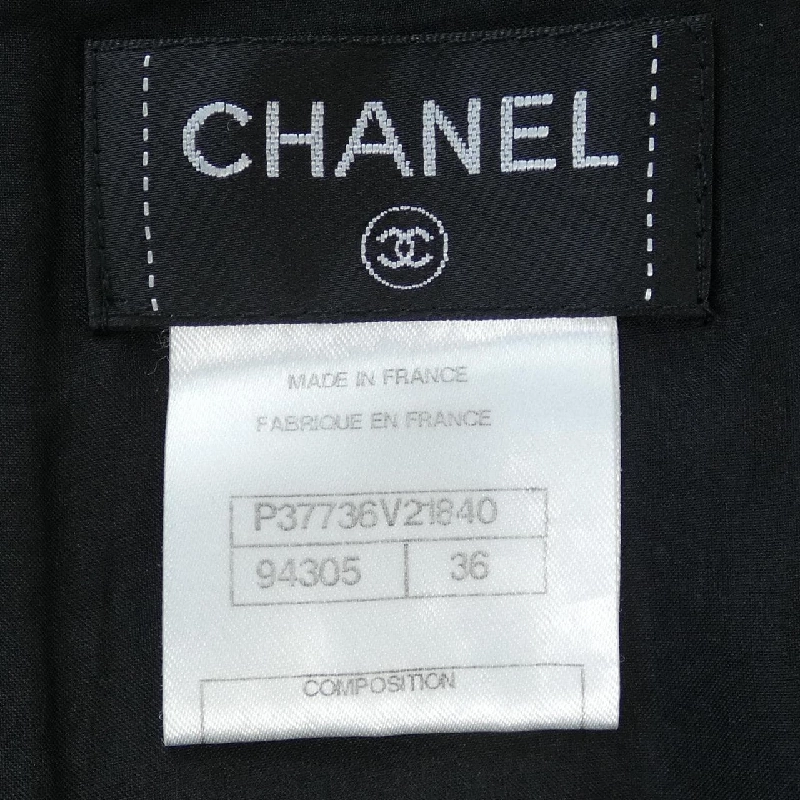 CHANEL
MADE IN FRANCE
FABRIQUE EN FRANCE
P37736V21840
94305 36
COMPOSITION